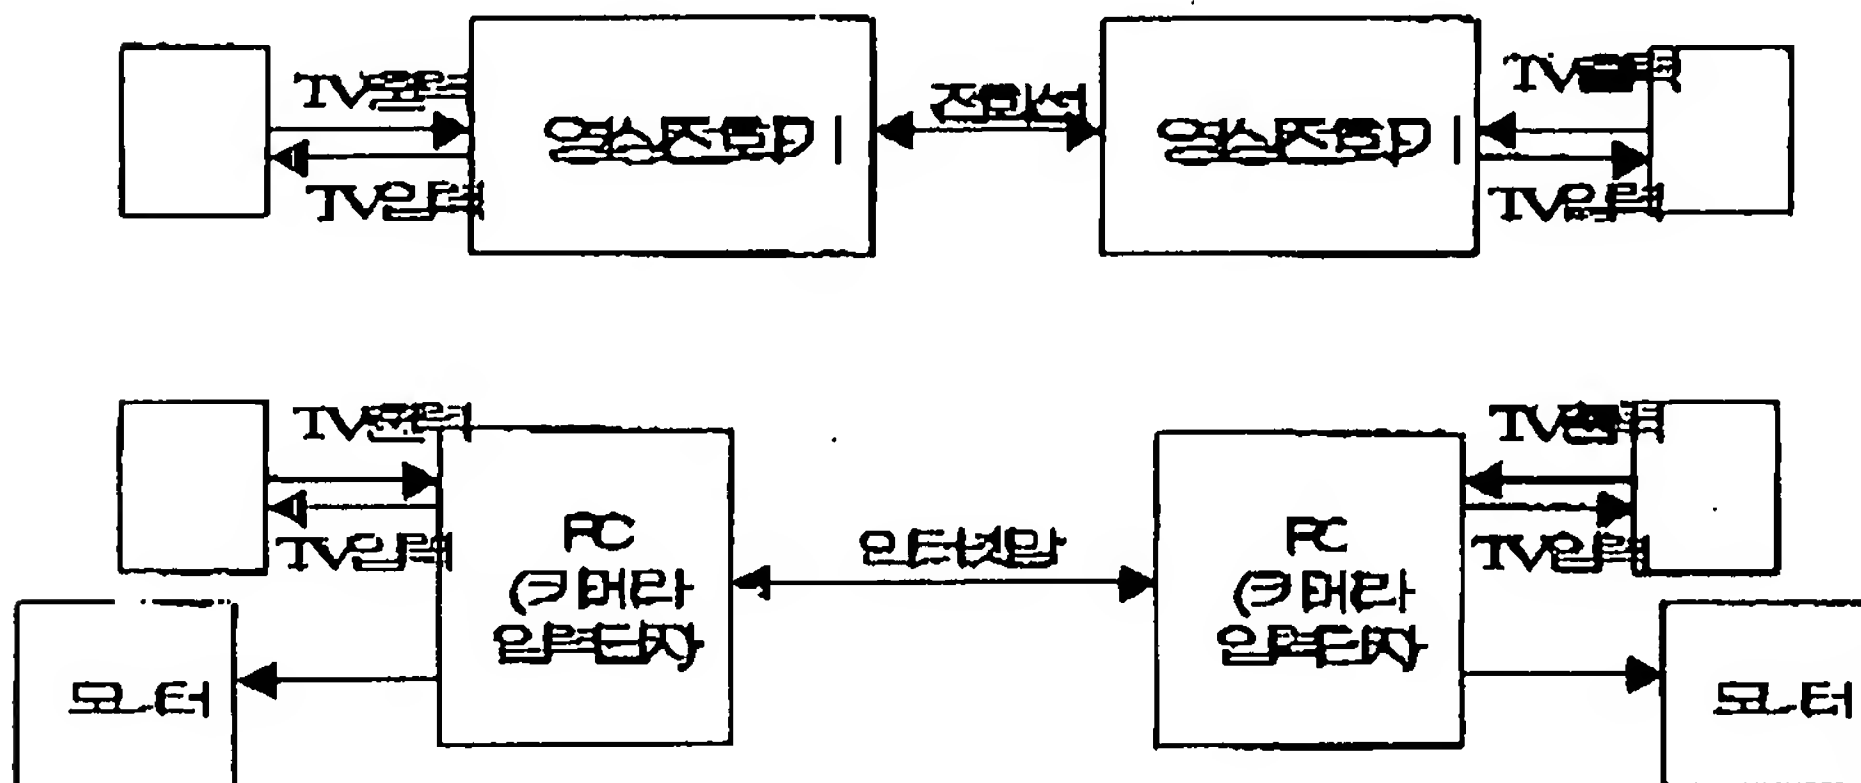 TV출력
TV출력
전화선
영상전화기
영상전화기
TV입력
TV입력
TV출력
TV출력
PC
PC
인터넷망
TV입력
TV입력
(카메라
(카메라
입력단자
입력단자
모니터
모니터